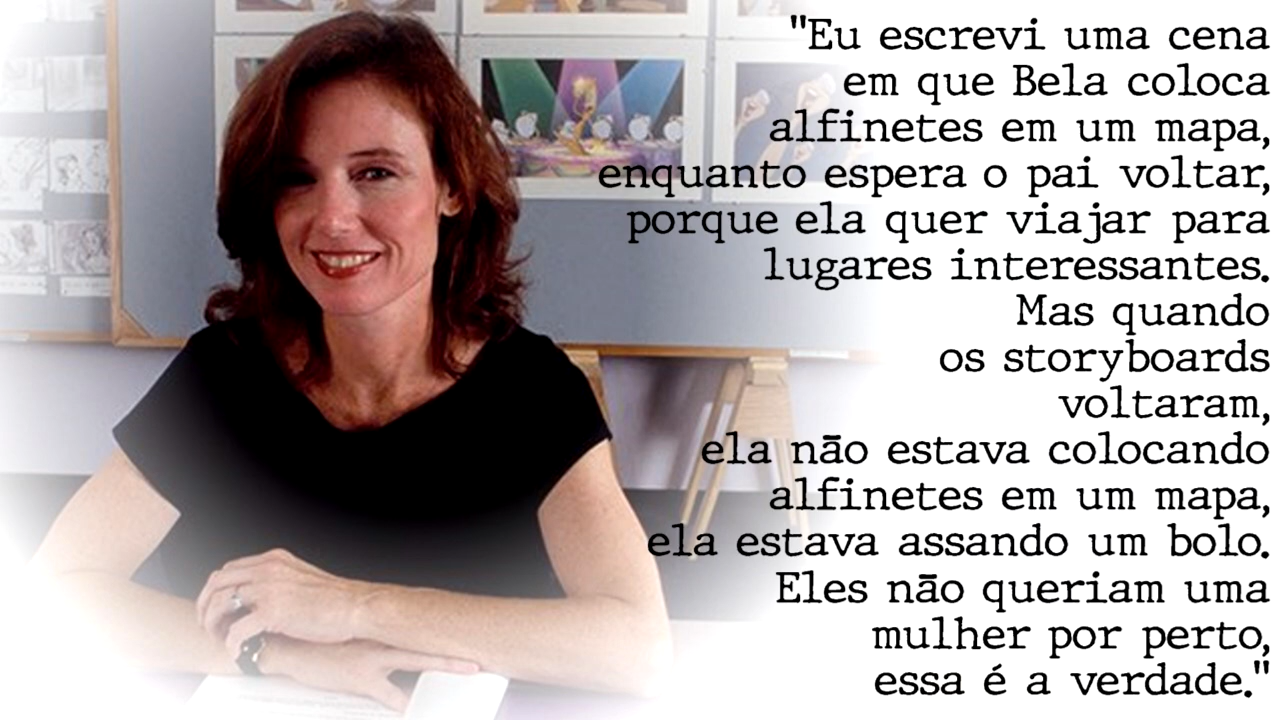 "Eu escrevi uma cena
em que Bela coloca
alfinetes em um mapa,
enquanto espera o pai voltar,
porque ela quer viajar para
lugares interessantes.
Mas quando
os storyboards
voltaram,
ela não estava colocando
alfinetes em um mapa,
ela estava assando um bolo.
Eles não queriam uma
mulher por perto,
essa é a verdade."